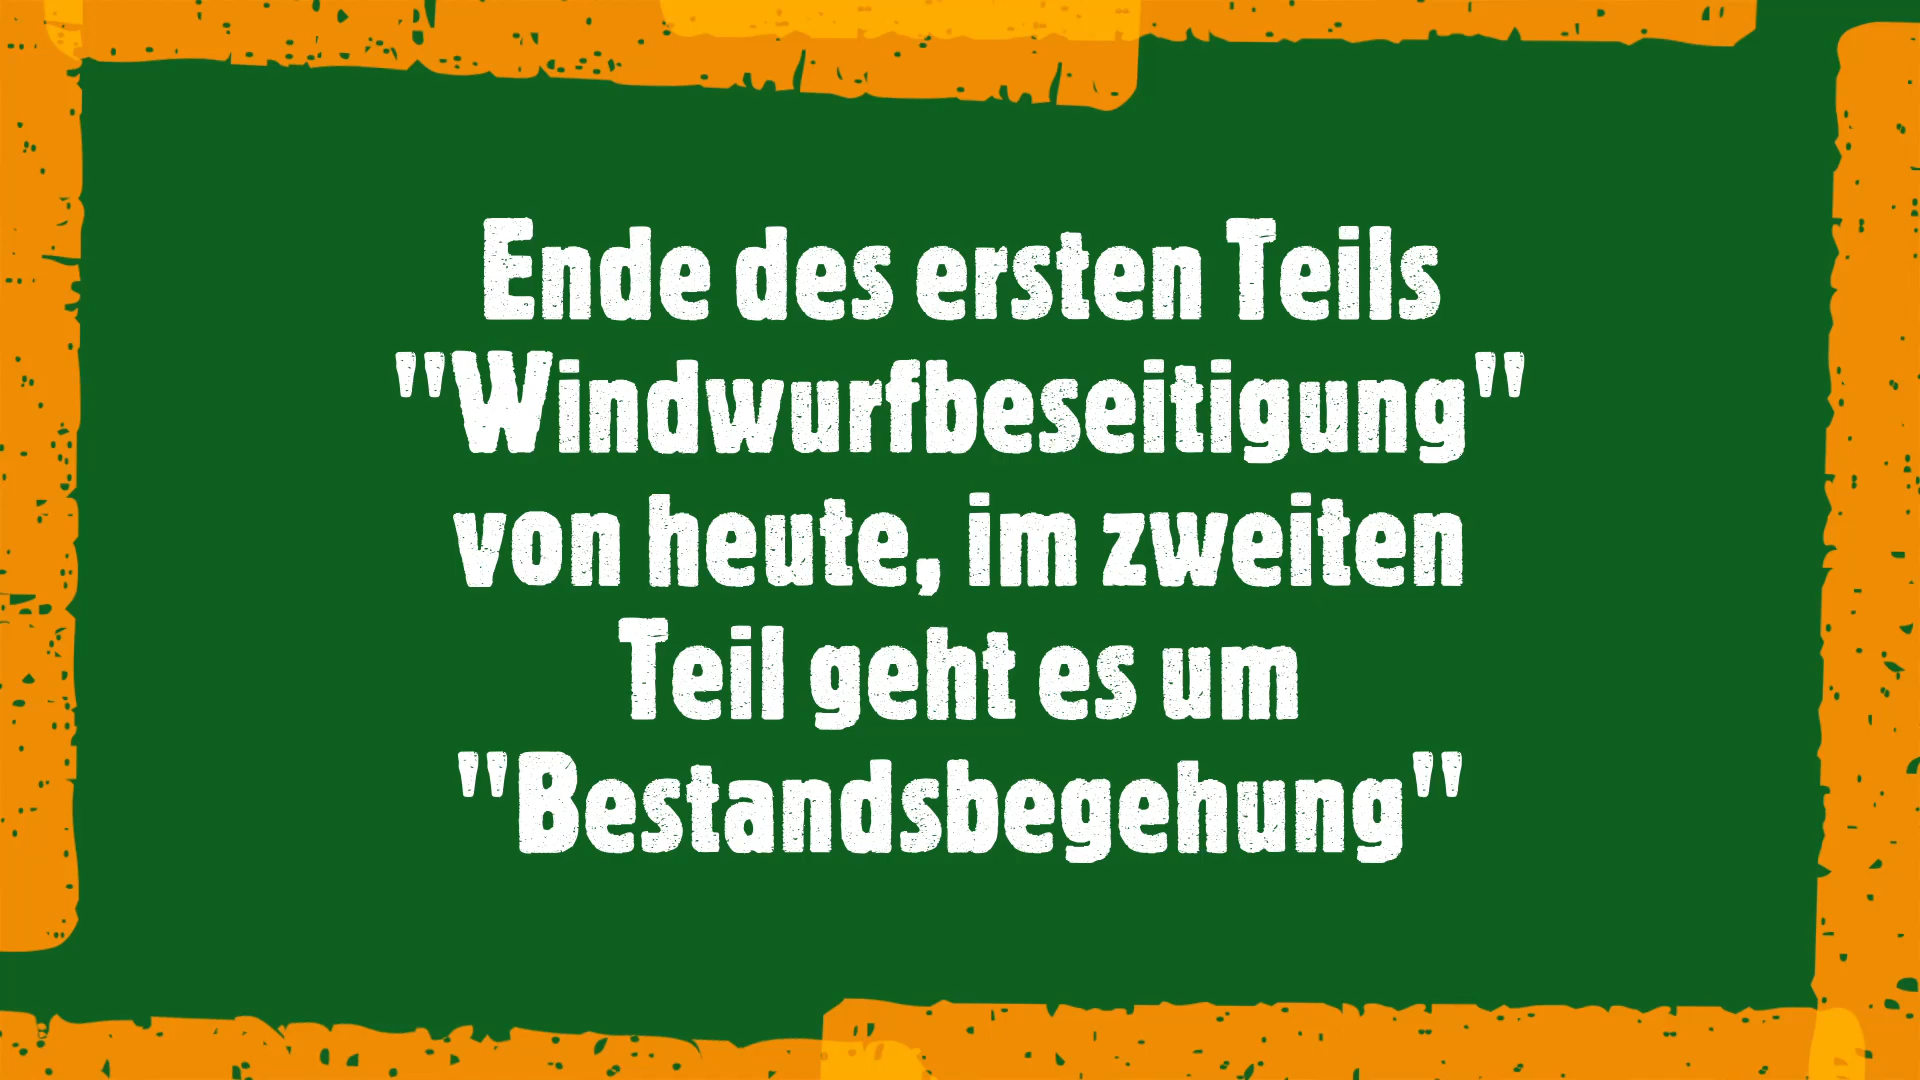 Ende des ersten Teils
"Windwurfbeseitigung"
von heute, im zweiten
Teil geht es um
"Bestandsbegehung"